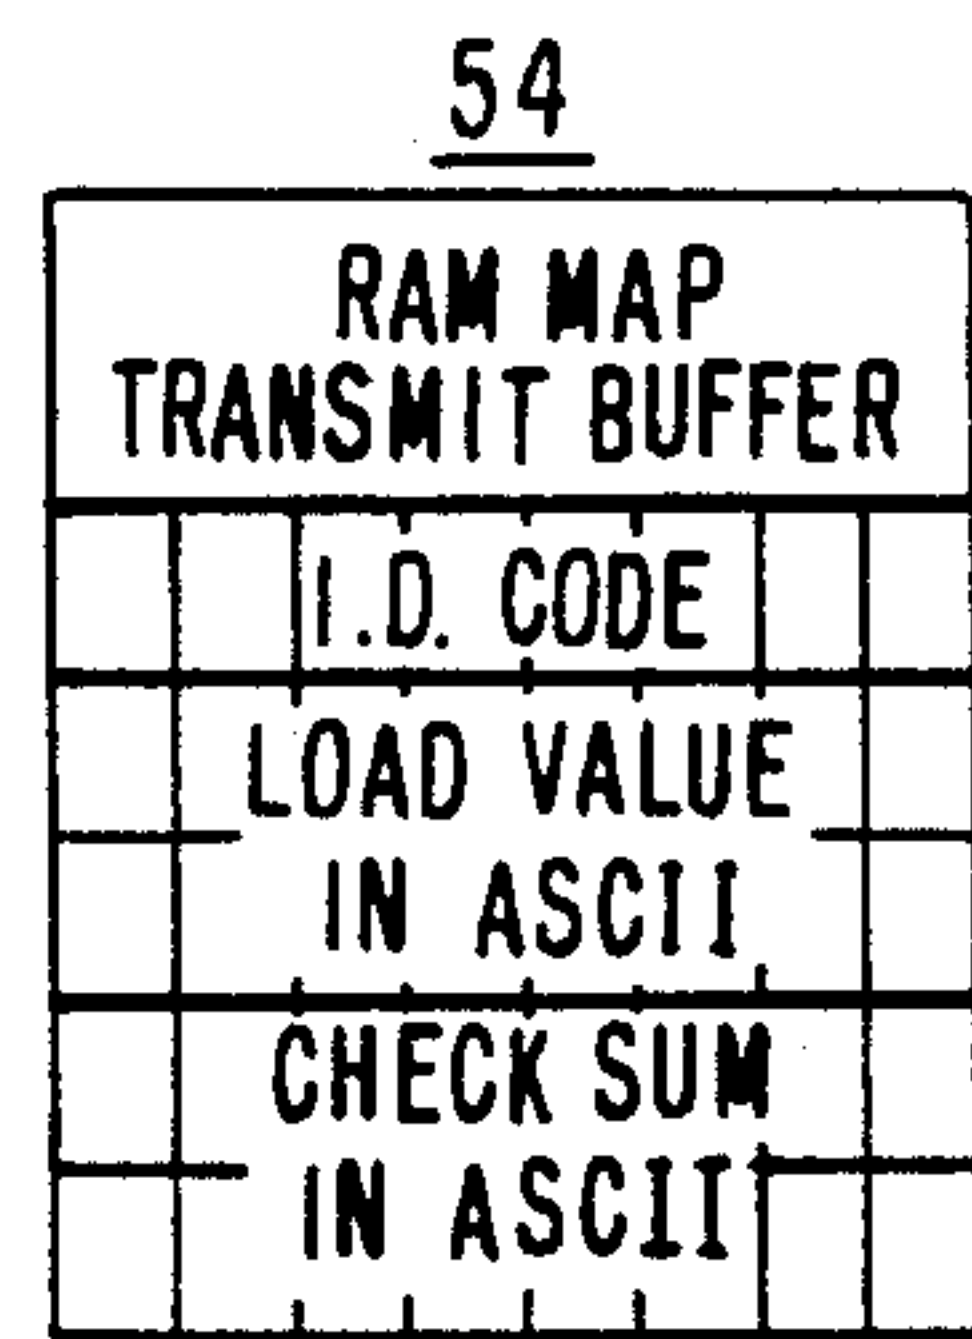 54
RAM MAP
TRANSMIT BUFFER
I.D. CODE
LOAD VALUE
IN ASCII
CHECK SUM
IN ASCII